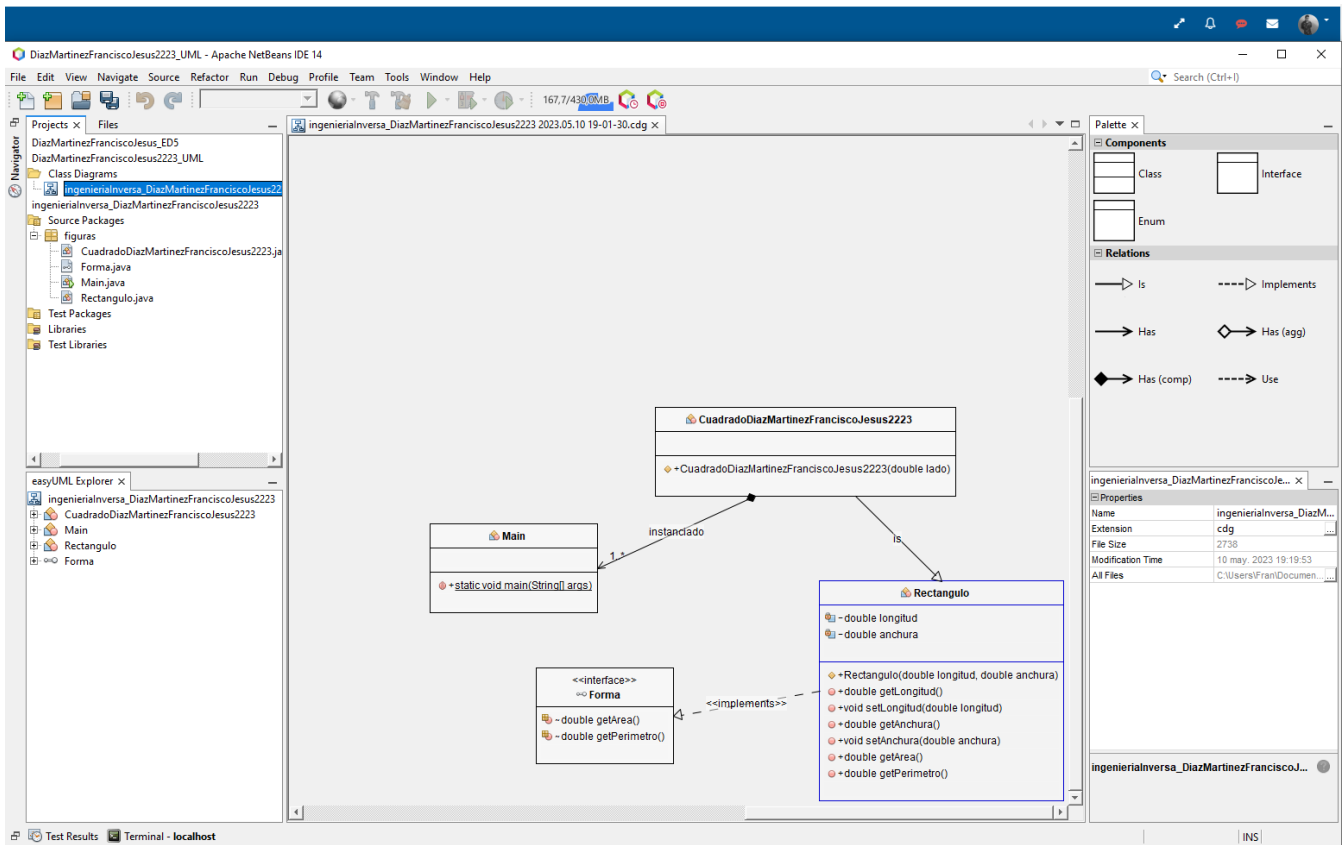 DiazMartinezFranciscoJesus2223_UML - Apache NetBeans IDE 14
File Edit View Navigate Source Refactor Run Debug Profile Team Tools Window Help
Search (Ctrl+I)
167,7/430,0MB
Projects × Files
Navigator
DiazMartinezFranciscoJesus_ED5
DiazMartinezFranciscoJesus2223_UML
Class Diagrams
ingenieriaInversa_DiazMartinezFranciscoJesus22
ingenieriaInversa_DiazMartinezFranciscoJesus2223
Source Packages
figuras
CuadradoDiazMartinezFranciscoJesus2223.ja
Forma.java
Main.java
Rectangulo.java
Test Packages
Libraries
Test Libraries
easyUML Explorer ×
ingenieriaInversa_DiazMartinezFranciscoJesus2223
CuadradoDiazMartinezFranciscoJesus2223
Main
Rectangulo
Forma
ingenieriaInversa_DiazMartinezFranciscoJesus2223 2023.05.10 19-01-30.cdg ×
CuadradoDiazMartinezFranciscoJesus2223
+CuadradoDiazMartinezFranciscoJesus2223(double lado)
instanciado
1..*
is
Main
+static void main(String[] args)
Rectangulo
-double longitud
-double anchura
+Rectangulo(double longitud, double anchura)
+double getLongitud()
+void setLongitud(double longitud)
+double getAnchura()
+void setAnchura(double anchura)
+double getArea()
+double getPerimetro()
<<implements>>
<<interface>>
Forma
~double getArea()
~double getPerimetro()
Palette ×
Components
Class Interface
Enum
Relations
Is Implements
Has Has (agg)
Has (comp) Use
ingenieriaInversa_DiazMartinezFranciscoJe... ×
Properties
Name ingenieriaInversa_DiazM...
Extension cdg ...
File Size 2738
Modification Time 10 may. 2023 19:19:53
All Files C:\Users\Fran\Documen... ...
ingenieriaInversa_DiazMartinezFranciscoJ...
Test Results Terminal - localhost
INS